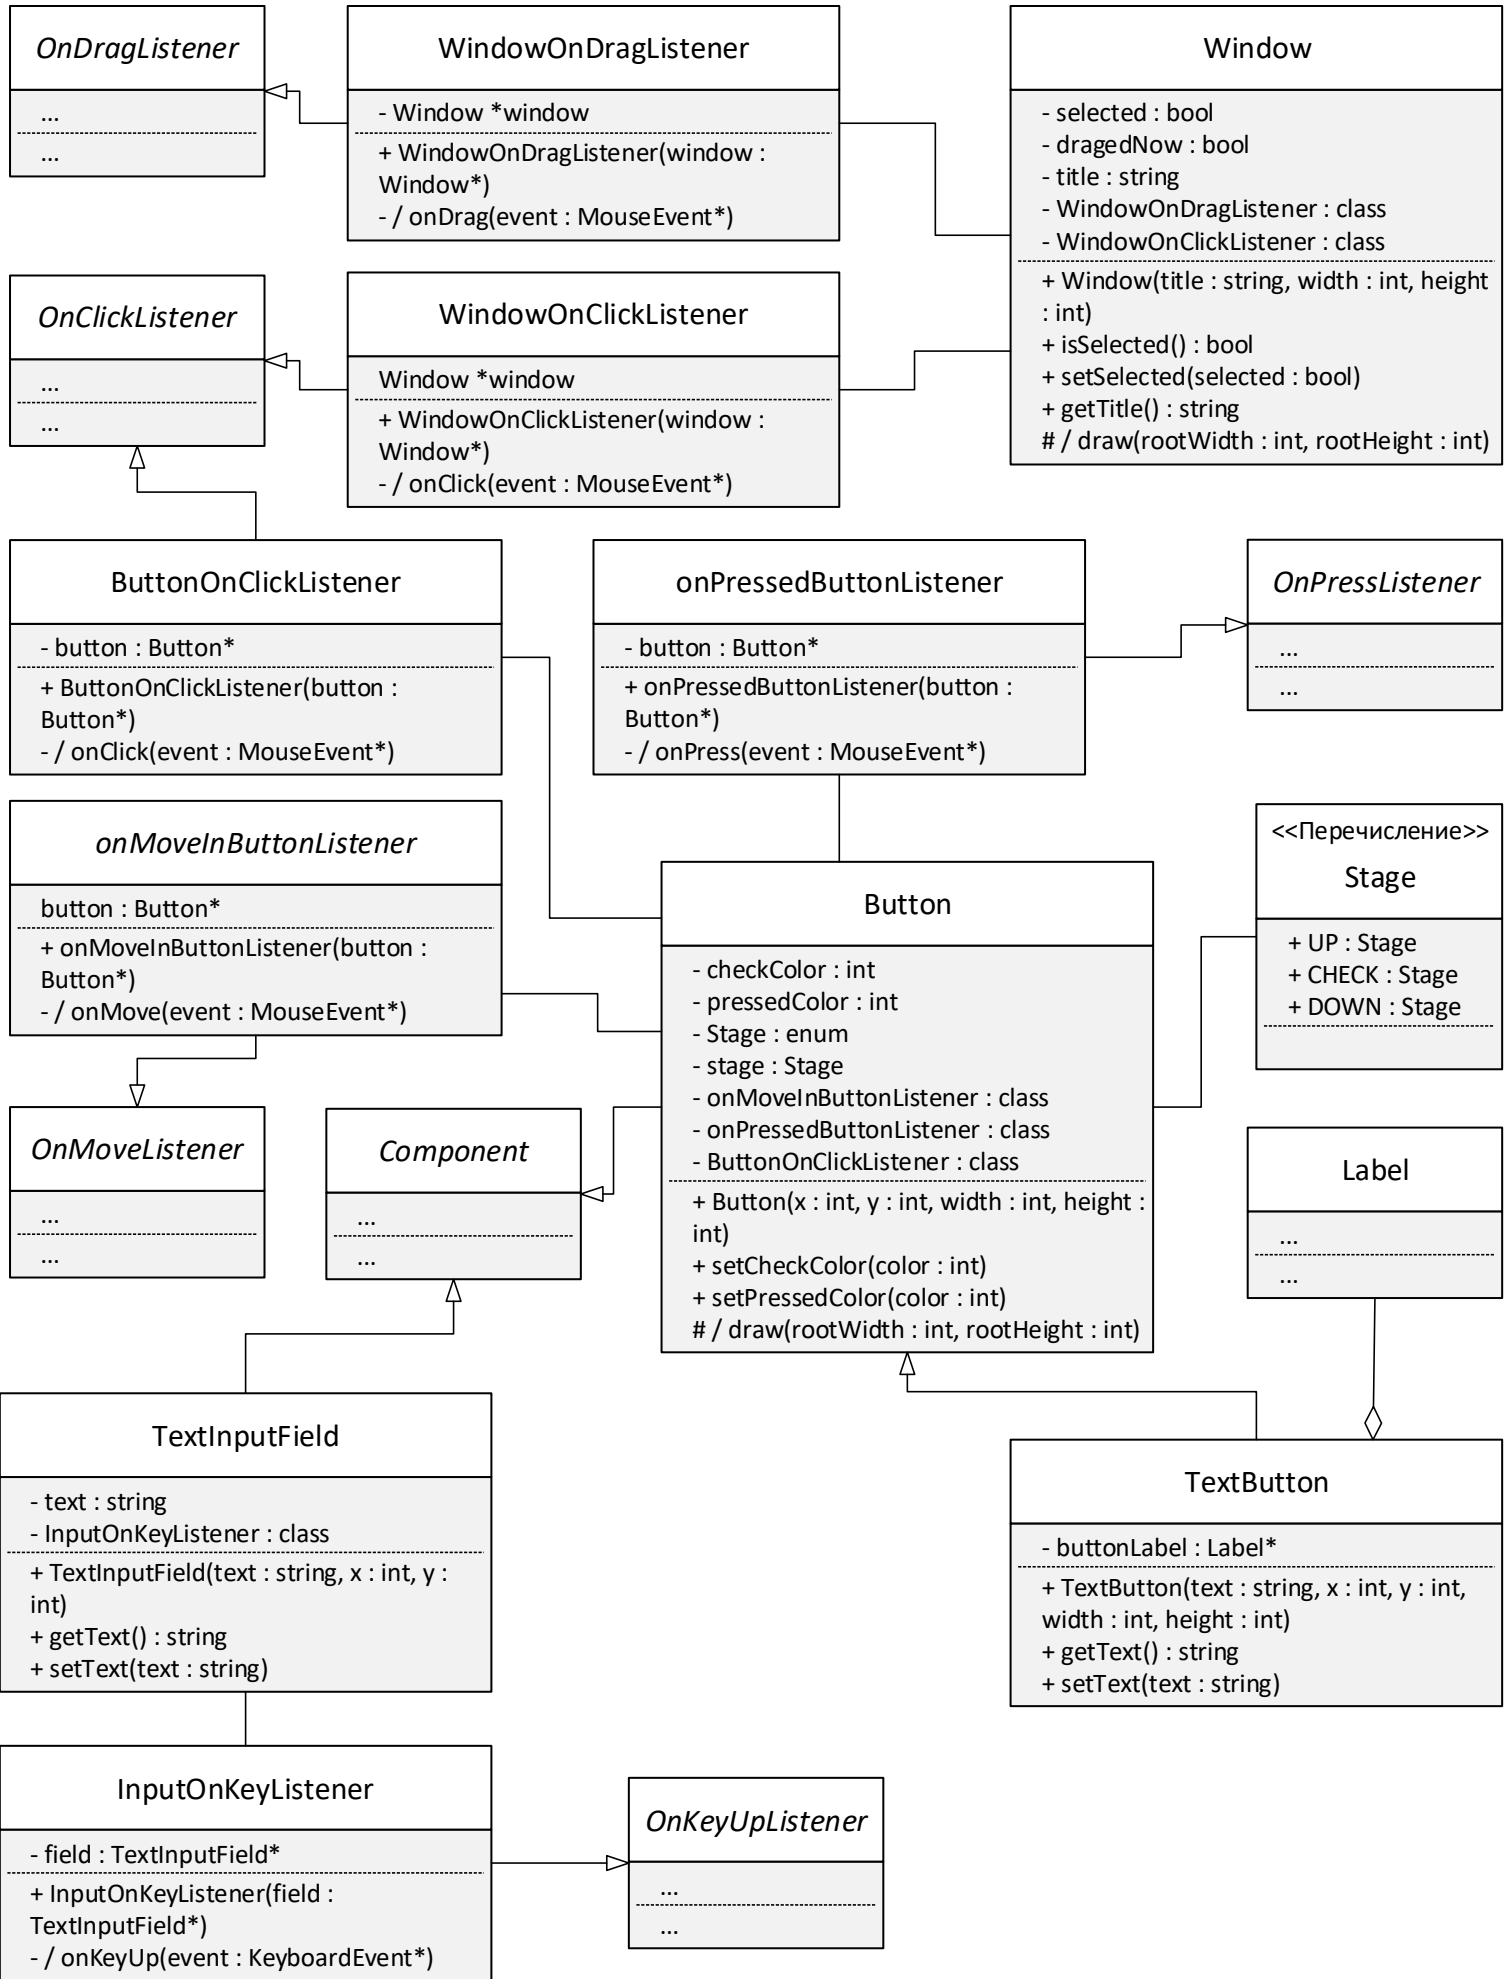 OnDragListener
...
...
WindowOnDragListener
- Window *window
+ WindowOnDragListener(window :
Window*)
- / onDrag(event : MouseEvent*)
Window
- selected : bool
- dragedNow : bool
- title : string
- WindowOnDragListener : class
- WindowOnClickListener : class
+ Window(title : string, width : int, height
: int)
+ isSelected() : bool
+ setSelected(selected : bool)
+ getTitle() : string
# / draw(rootWidth : int, rootHeight : int)
OnClickListener
...
...
WindowOnClickListener
Window *window
+ WindowOnClickListener(window :
Window*)
- / onClick(event : MouseEvent*)
ButtonOnClickListener
- button : Button*
+ ButtonOnClickListener(button :
Button*)
- / onClick(event : MouseEvent*)
onPressedButtonListener
- button : Button*
+ onPressedButtonListener(button :
Button*)
- / onPress(event : MouseEvent*)
OnPressListener
...
...
onMoveInButtonListener
button : Button*
+ onMoveInButtonListener(button :
Button*)
- / onMove(event : MouseEvent*)
<<Перечисление>>
Stage
+ UP : Stage
+ CHECK : Stage
+ DOWN : Stage
Button
- checkColor : int
- pressedColor : int
- Stage : enum
- stage : Stage
- onMoveInButtonListener : class
- onPressedButtonListener : class
- ButtonOnClickListener : class
+ Button(x : int, y : int, width : int, height :
int)
+ setCheckColor(color : int)
+ setPressedColor(color : int)
# / draw(rootWidth : int, rootHeight : int)
OnMoveListener
...
...
Component
...
...
Label
...
...
TextInputField
- text : string
- InputOnKeyListener : class
+ TextInputField(text : string, x : int, y :
int)
+ getText() : string
+ setText(text : string)
TextButton
- buttonLabel : Label*
+ TextButton(text : string, x : int, y : int,
width : int, height : int)
+ getText() : string
+ setText(text : string)
InputOnKeyListener
- field : TextInputField*
+ InputOnKeyListener(field :
TextInputField*)
- / onKeyUp(event : KeyboardEvent*)
OnKeyUpListener
...
...